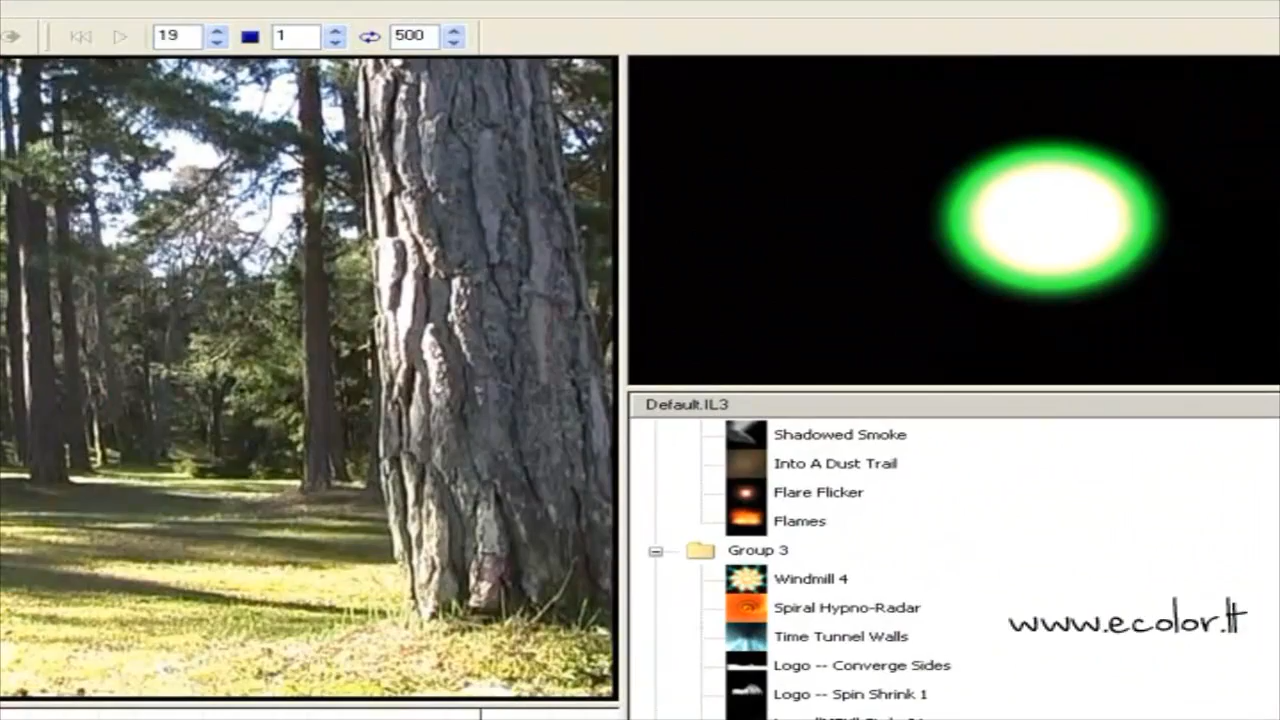 19 1 500
Default.IL3
Shadowed Smoke
Into A Dust Trail
Flare Flicker
Flames
Group 3
Windmill 4
Spiral Hypno-Radar
Time Tunnel Walls
www.ecolor.lt
Logo -- Converge Sides
Logo -- Spin Shrink 1